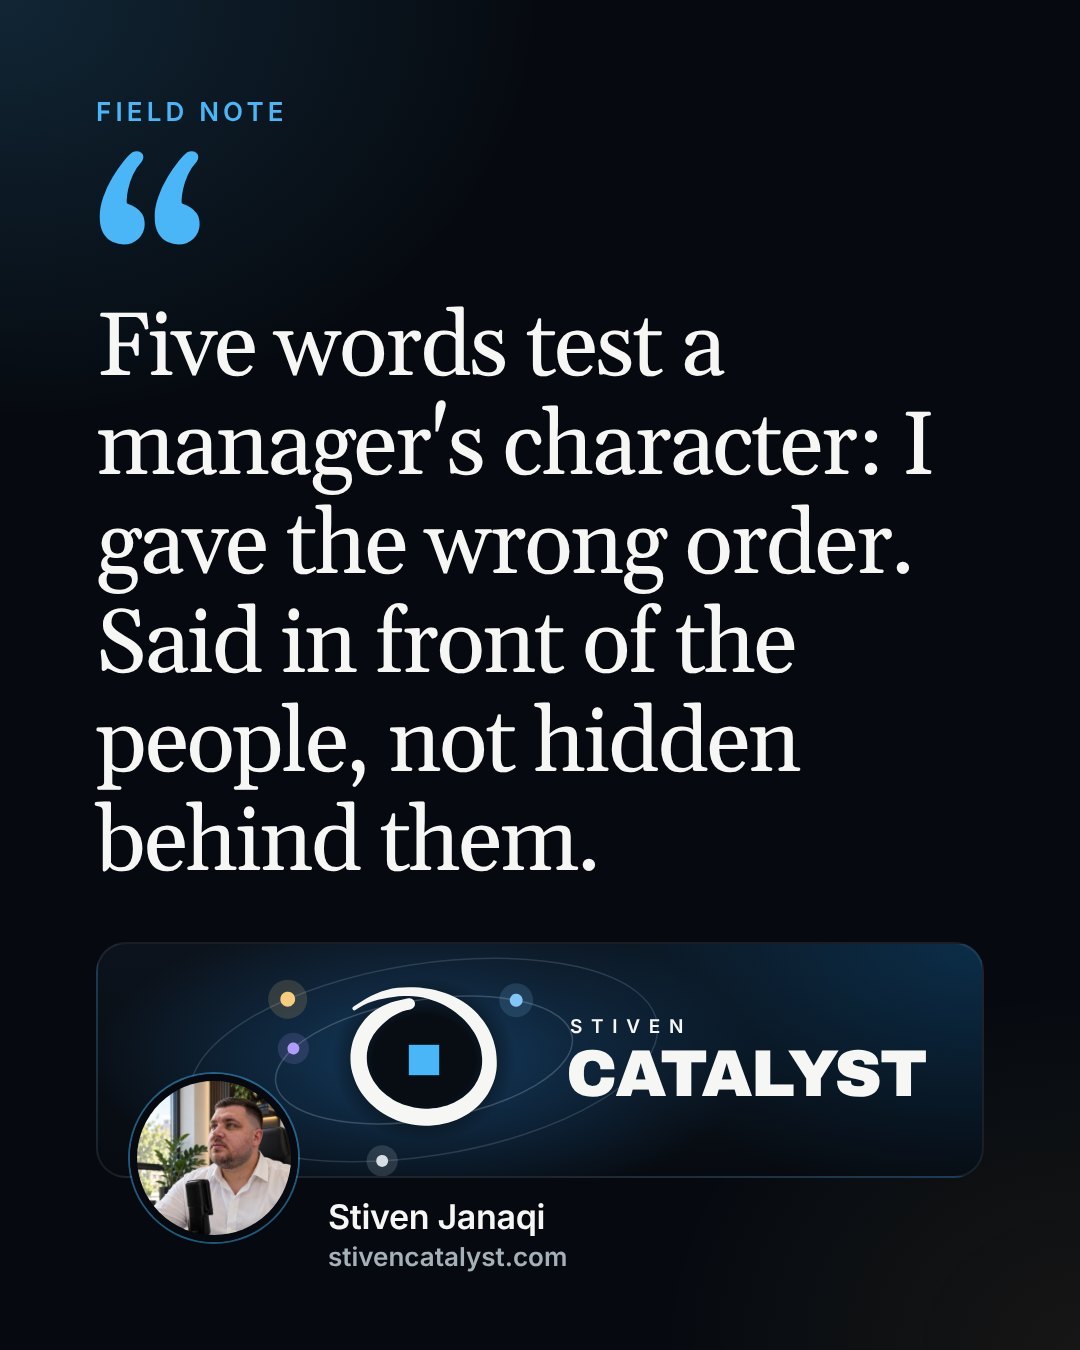 FIELD NOTE
“
Five words test a
manager's character: I
gave the wrong order.
Said in front of the
people, not hidden
behind them.
STIVEN
CATALYST
Stiven Janaqi
stivencatalyst.com